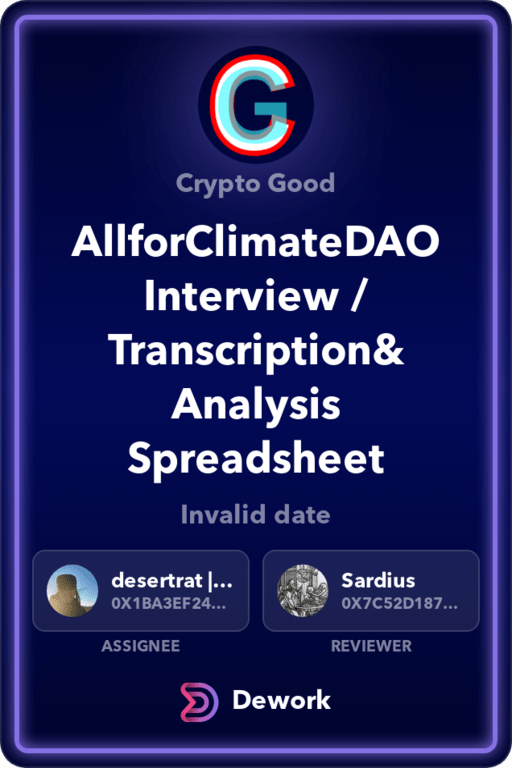 G
Crypto Good
AllforClimateDAO
Interview /
Transcription&
Analysis
Spreadsheet
Invalid date
desertrat |...
0X1BA3EF24...
ASSIGNEE
Sardius
0X7C52D187...
REVIEWER
Dework